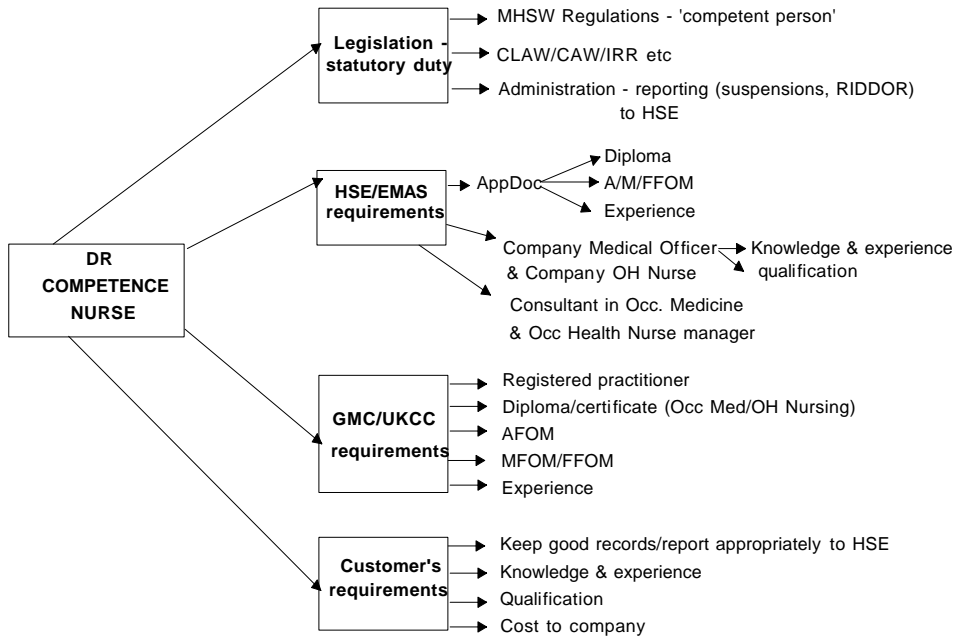 DR
COMPETENCE
NURSE
Legislation -
statutory duty
MHSW Regulations - 'competent person'
CLAW/CAW/IRR etc
Administration - reporting (suspensions, RIDDOR)
to HSE
HSE/EMAS
requirements
AppDoc
Diploma
A/M/FFOM
Experience
Company Medical Officer
& Company OH Nurse
Knowledge & experience
qualification
Consultant in Occ. Medicine
& Occ Health Nurse manager
GMC/UKCC
requirements
Registered practitioner
Diploma/certificate (Occ Med/OH Nursing)
AFOM
MFOM/FFOM
Experience
Customer's
requirements
Keep good records/report appropriately to HSE
Knowledge & experience
Qualification
Cost to company